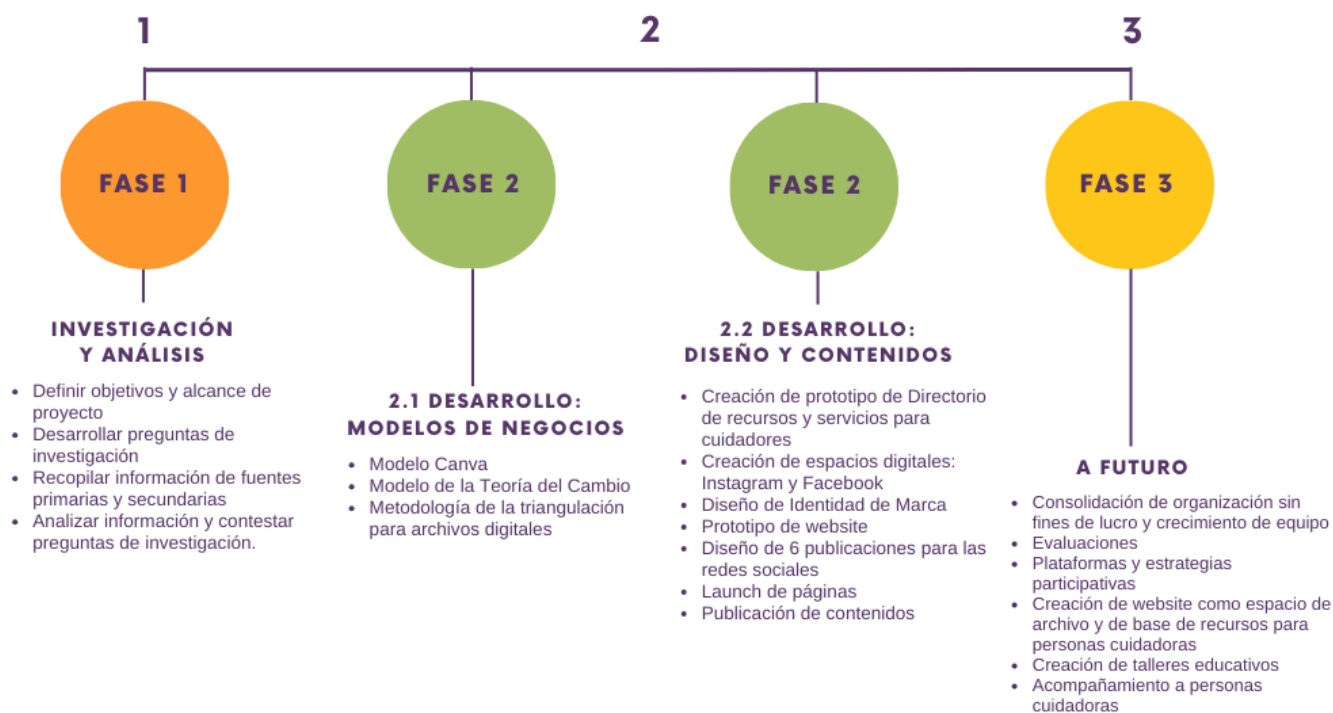 1
2
3
FASE 1
FASE 2
FASE 2
FASE 3
INVESTIGACIÓN
Y ANÁLISIS
• Definir objetivos y alcance de
proyecto
• Desarrollar preguntas de
investigación
• Recopilar información de fuentes
primarias y secundarias
• Analizar información y contestar
preguntas de investigación.
2.1 DESARROLLO:
MODELOS DE NEGOCIOS
• Modelo Canva
• Modelo de la Teoría del Cambio
• Metodología de la triangulación
para archivos digitales
2.2 DESARROLLO:
DISEÑO Y CONTENIDOS
• Creación de prototipo de Directorio
de recursos y servicios para
cuidadores
• Creación de espacios digitales:
Instagram y Facebook
• Diseño de Identidad de Marca
• Prototipo de website
• Diseño de 6 publicaciones para las
redes sociales
• Launch de páginas
• Publicación de contenidos
A FUTURO
• Consolidación de organización sin
fines de lucro y crecimiento de equipo
• Evaluaciones
• Plataformas y estrategias
participativas
• Creación de website como espacio de
archivo y de base de recursos para
personas cuidadoras
• Creación de talleres educativos
• Acompañamiento a personas
cuidadoras